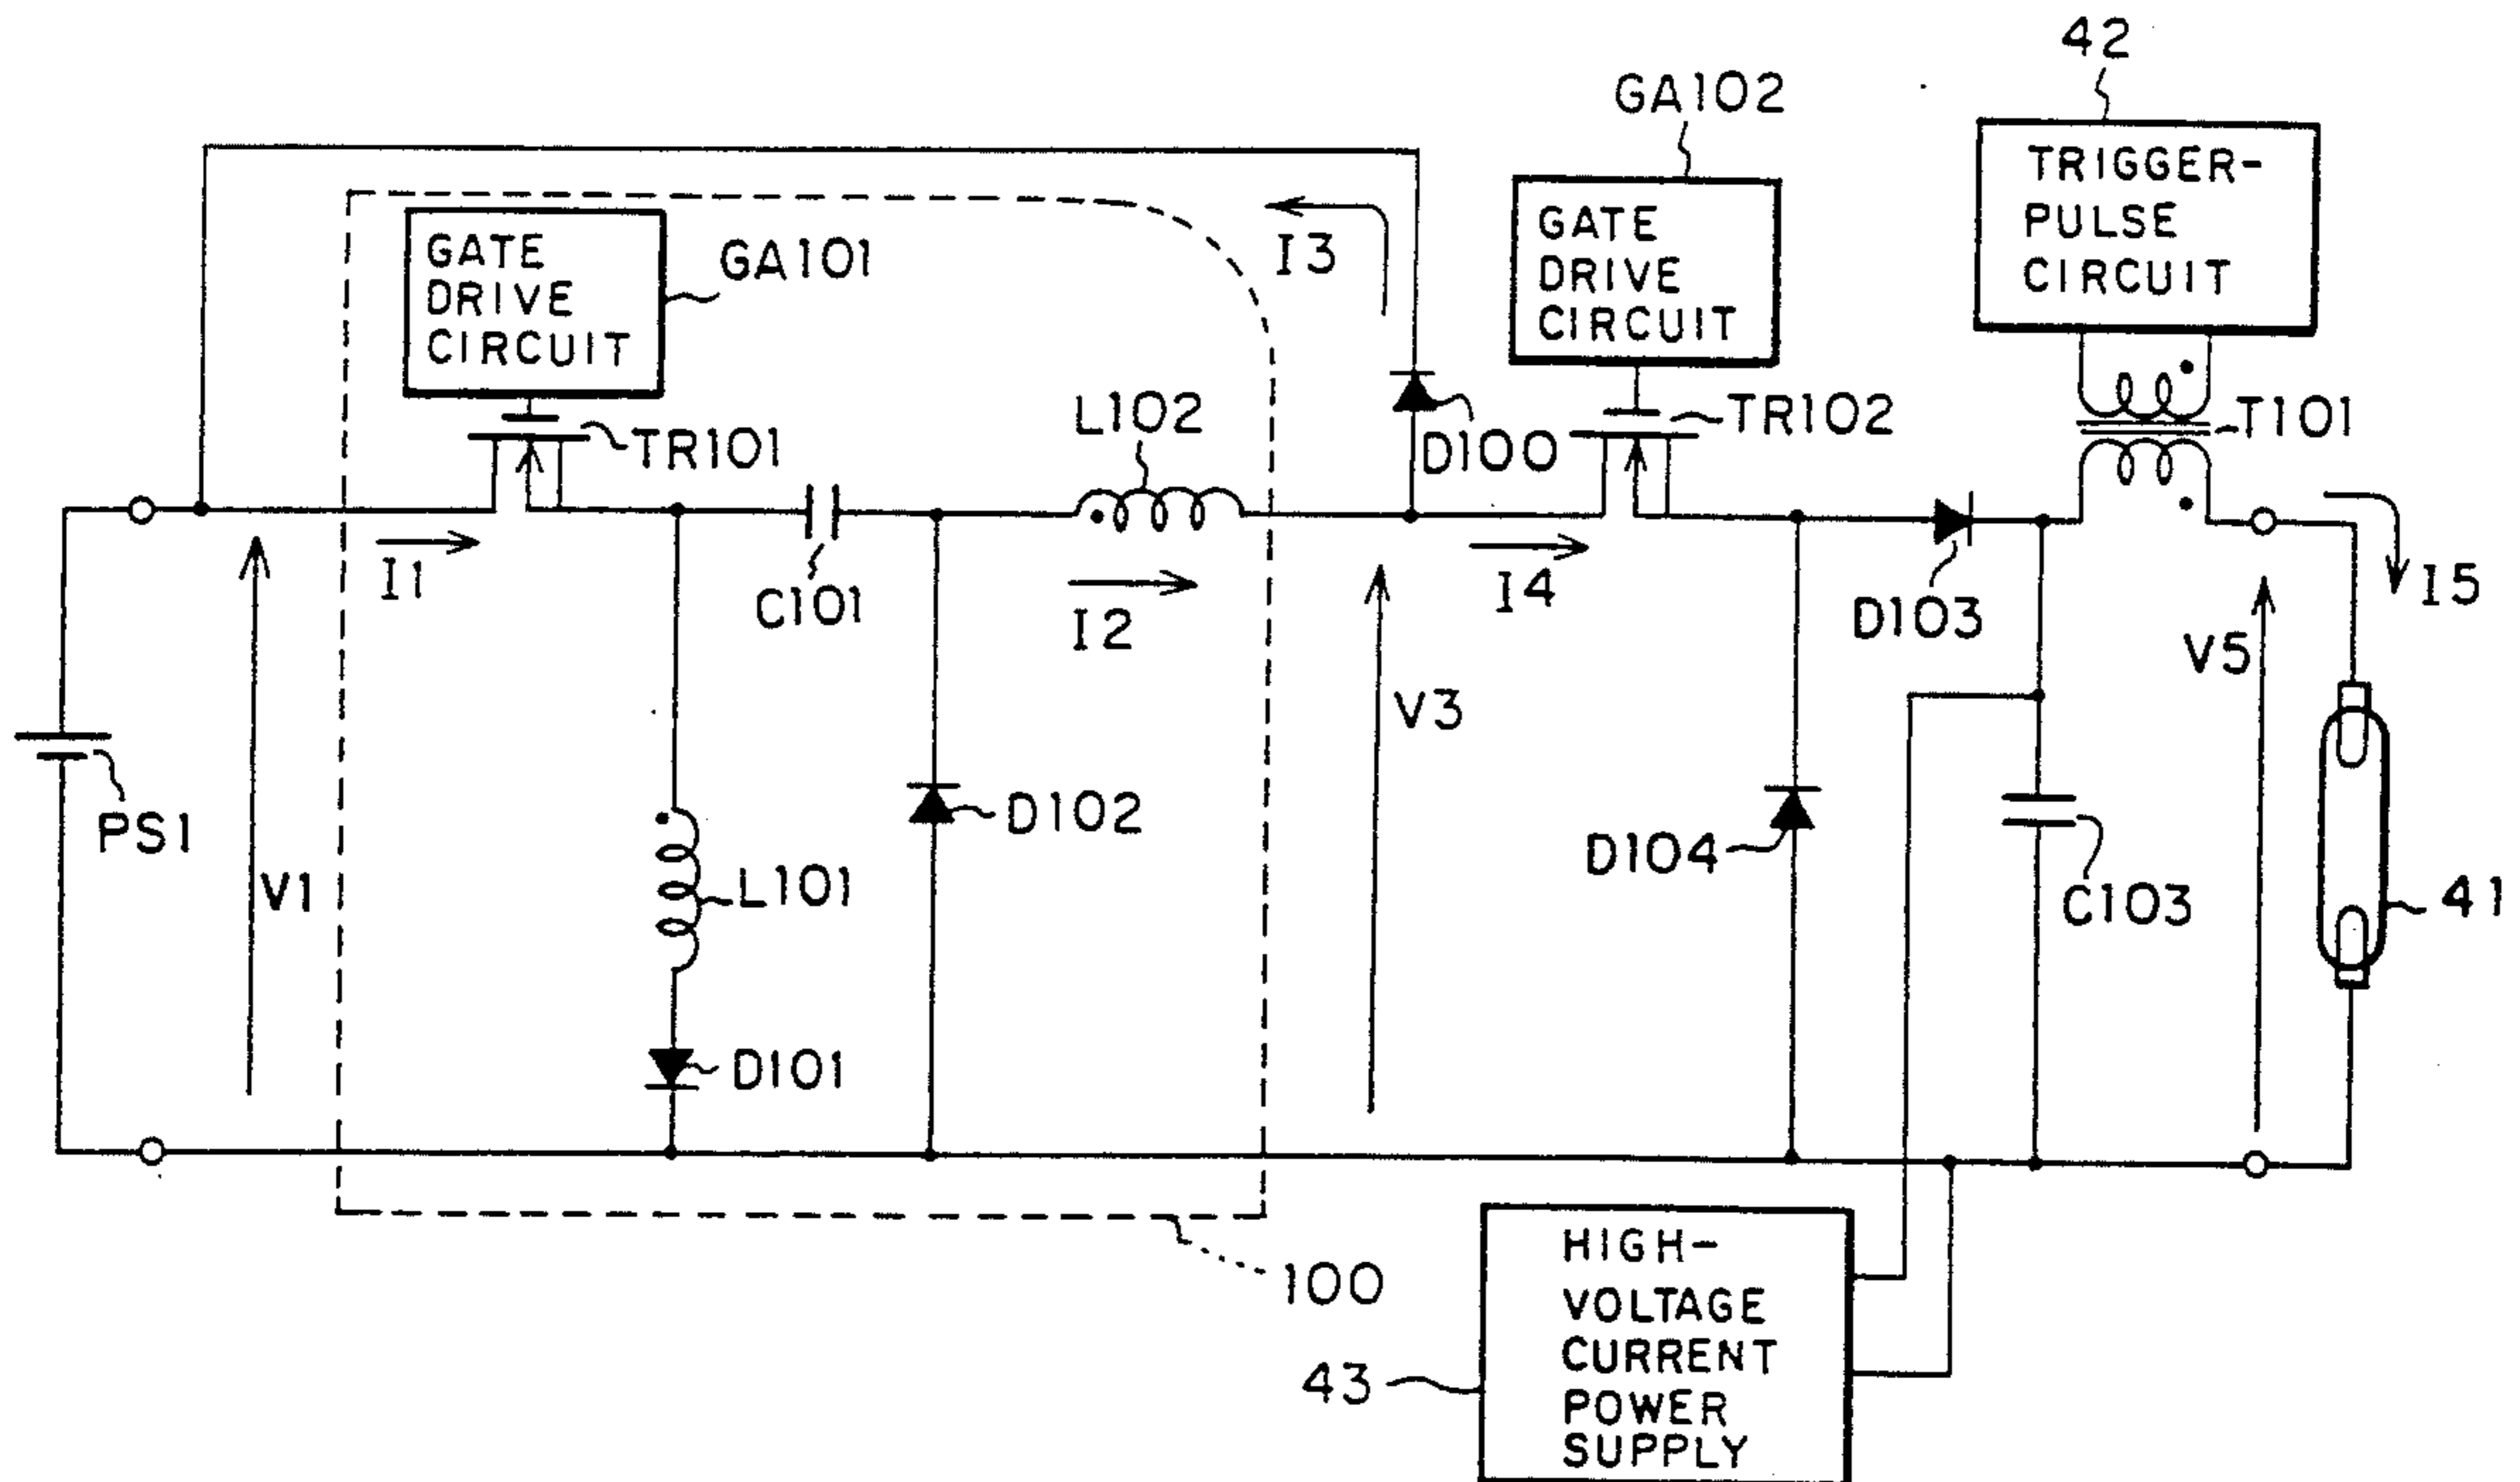 42
GA102
TRIGGER-
PULSE
CIRCUIT
GATE
DRIVE
CIRCUIT
GA101
I3
GATE
DRIVE
CIRCUIT
L102
TR102
T101
TR101
D100
I1
C101
I2
I4
D103
I5
V5
V3
PS1
D102
D104
V1
L101
C103
41
D101
100
HIGH-
VOLTAGE
CURRENT
POWER
SUPPLY
43